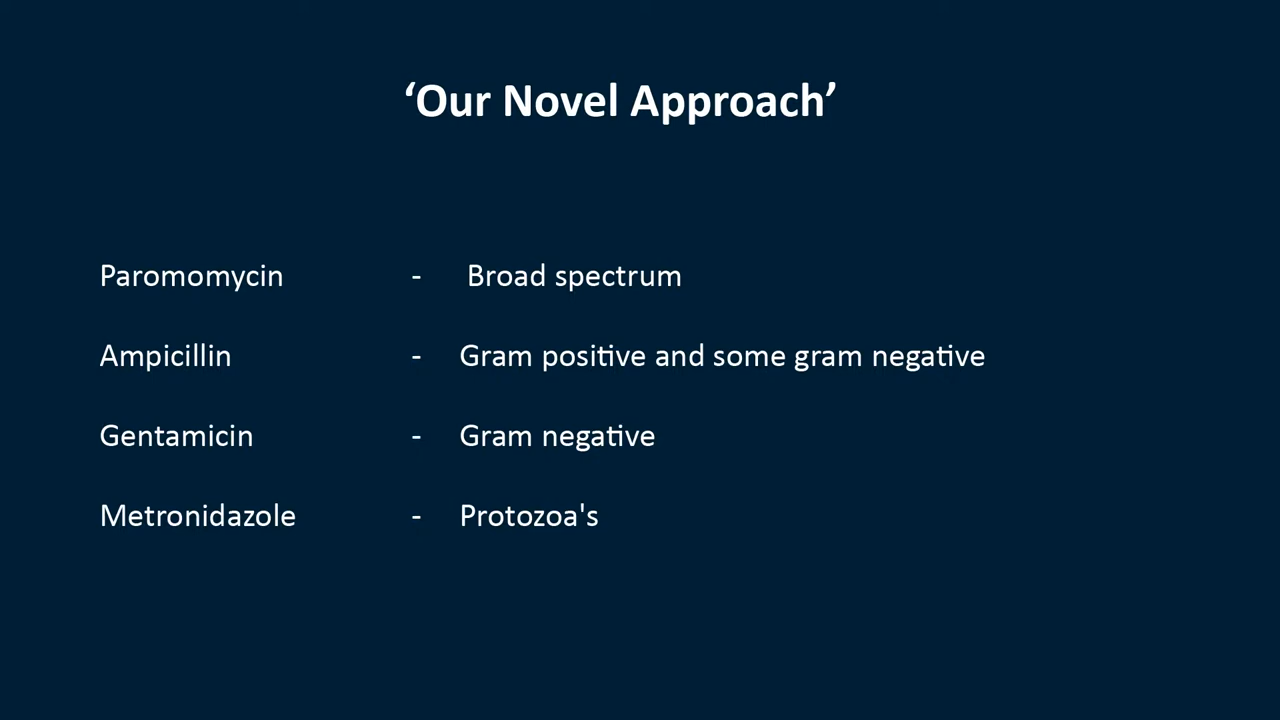 ‘Our Novel Approach’
Paromomycin - Broad spectrum
Ampicillin - Gram positive and some gram negative
Gentamicin - Gram negative
Metronidazole - Protozoa's